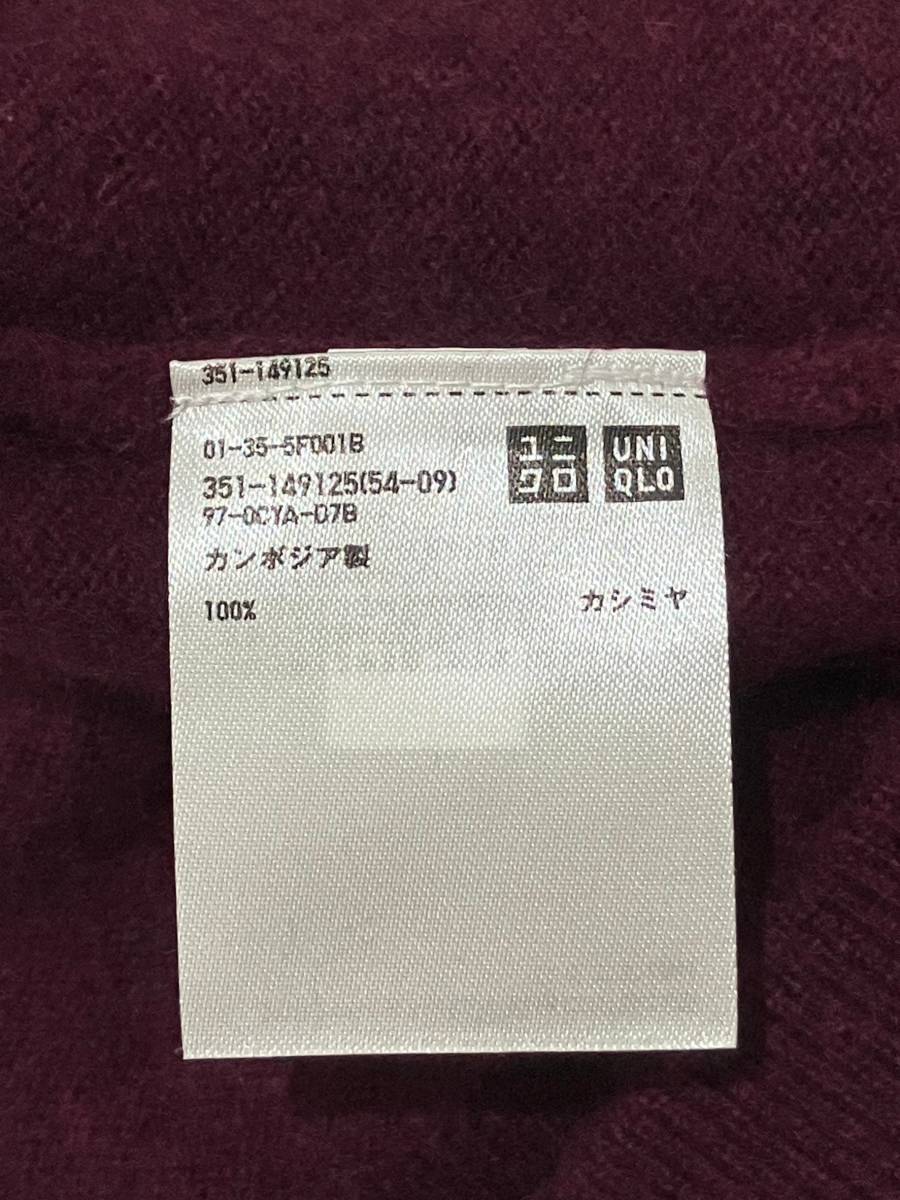 351-149125
01-35-5F001B
351-149125(54-09)
97-0CYA-D7B
ユニ
クロ
UNI
QLO
カンボジア製
100% カシミヤ